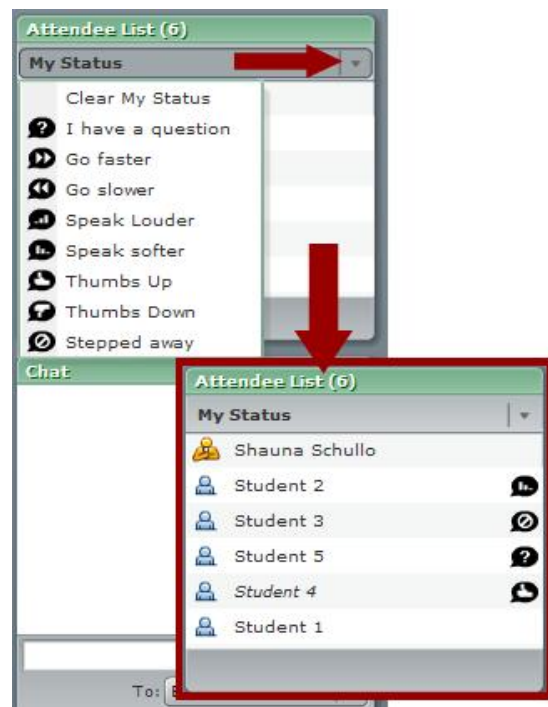 Attendee List (6)
My Status
Clear My Status
I have a question
Go faster
Go slower
Speak Louder
Speak softer
Thumbs Up
Thumbs Down
Stepped away
Chat
To:
Attendee List (6)
My Status
Shauna Schullo
Student 2
Student 3
Student 5
Student 4
Student 1